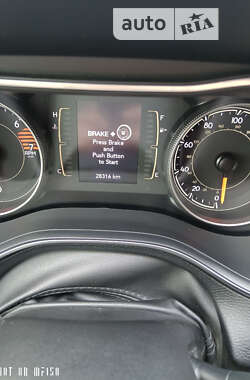 auto RIA
6
7
H
F
BRAKE +
Press Brake
and
Push Button
to Start
28316 km
C
E
100
80
60
40
20
0